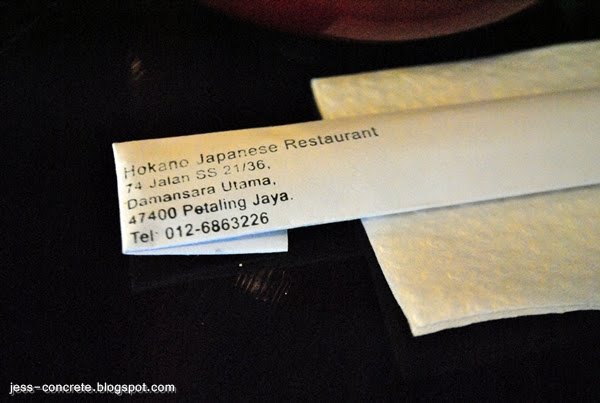 Hokano Japanese Restaurant
74 Jalan SS 21/36,
Damansara Utama,
47400 Petaling Jaya.
Tel: 012-6863226
jess-concrete.blogspot.com